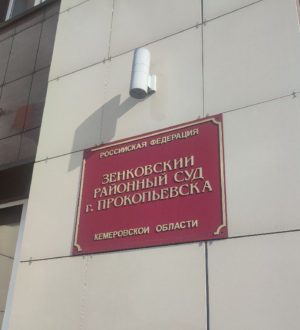 РОССИЙСКАЯ ФЕДЕРАЦИЯ
ЗЕНКОВСКИЙ
РАЙОННЫЙ СУД
г. ПРОКОПЬЕВСКА
КЕМЕРОВСКОЙ ОБЛАСТИ